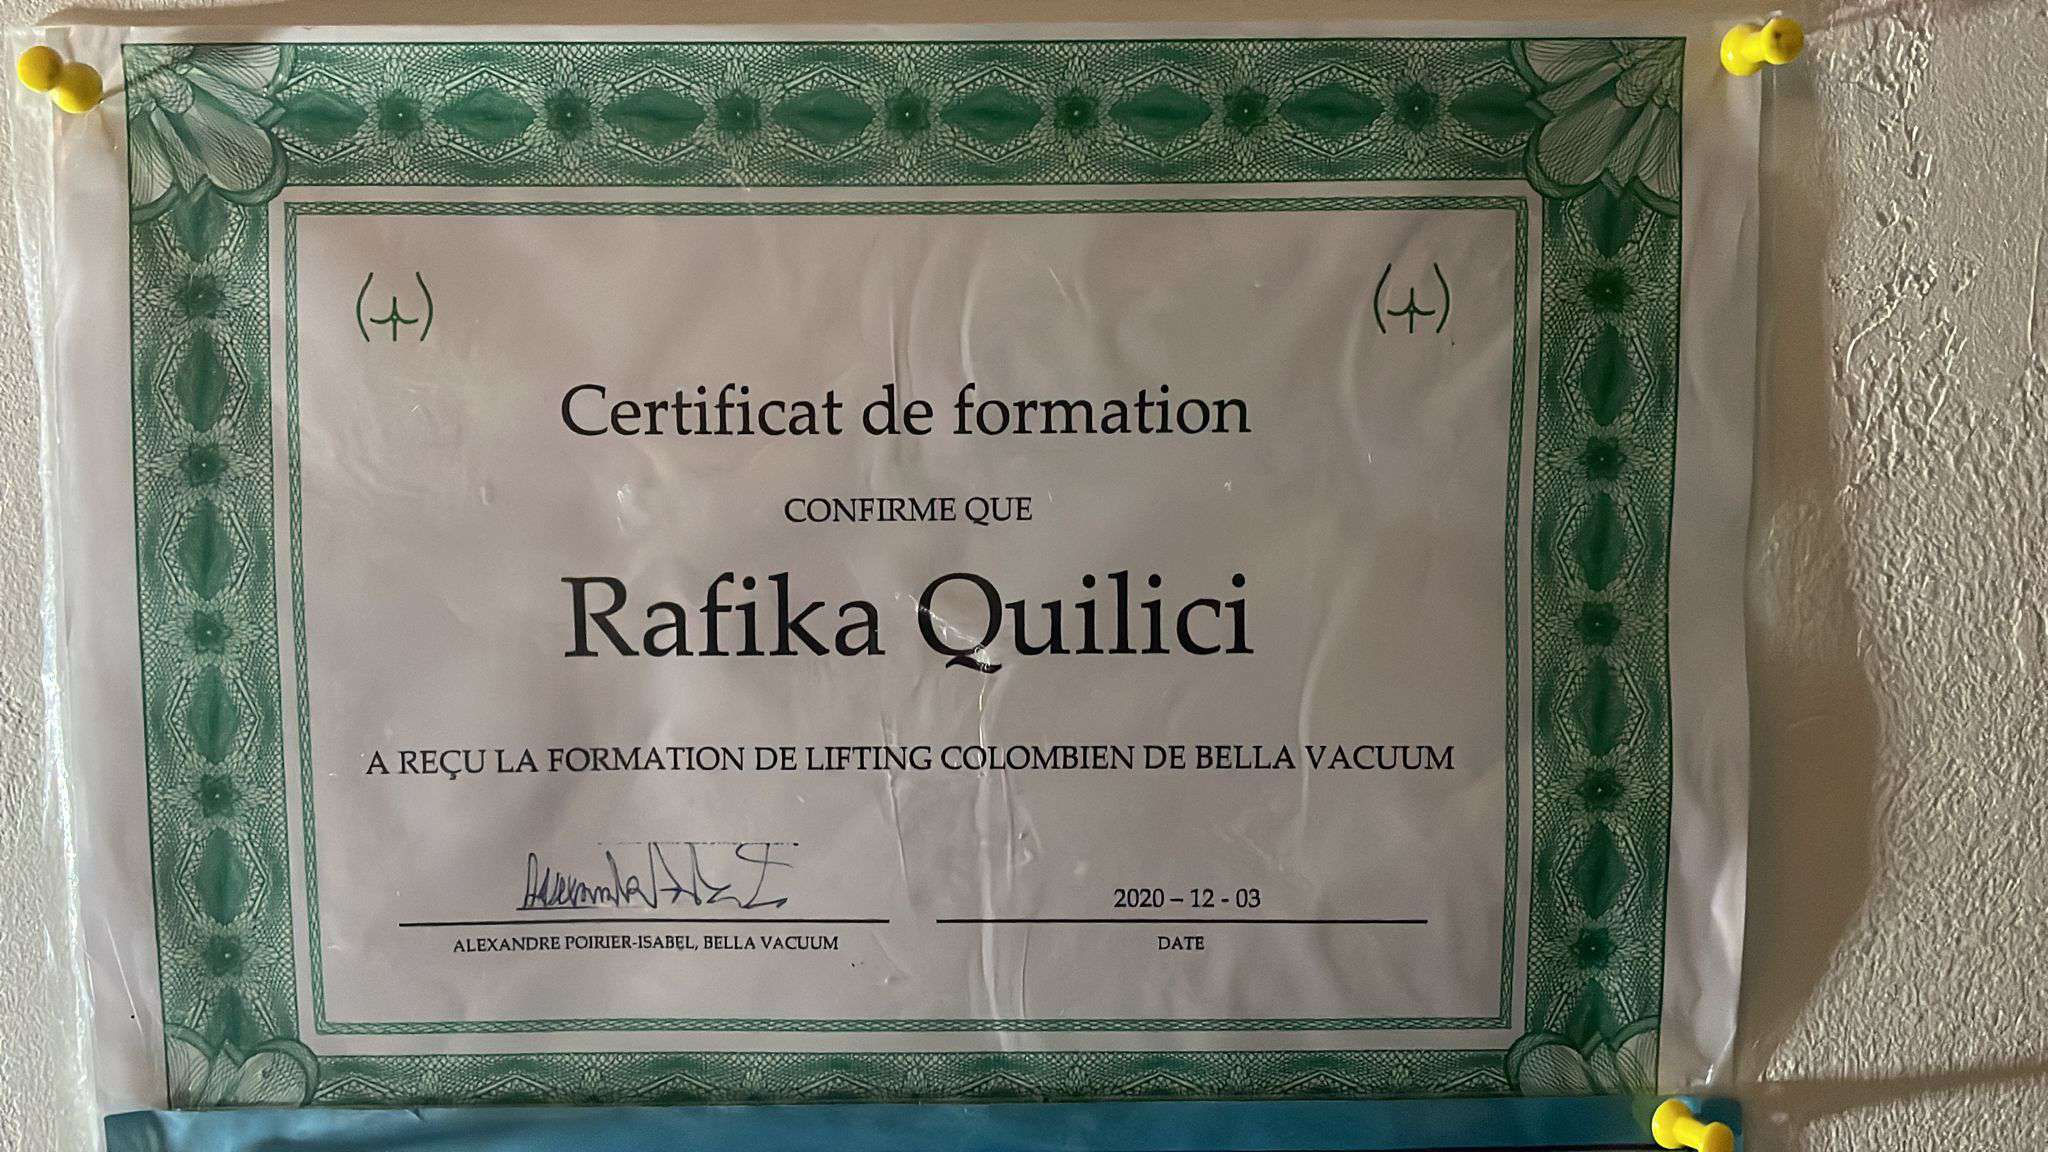 Certificat de formation
CONFIRME QUE
Rafika Quilici
A REÇU LA FORMATION DE LIFTING COLOMBIEN DE BELLA VACUUM
2020 – 12 - 03
ALEXANDRE POIRIER-ISABEL, BELLA VACUUM
DATE